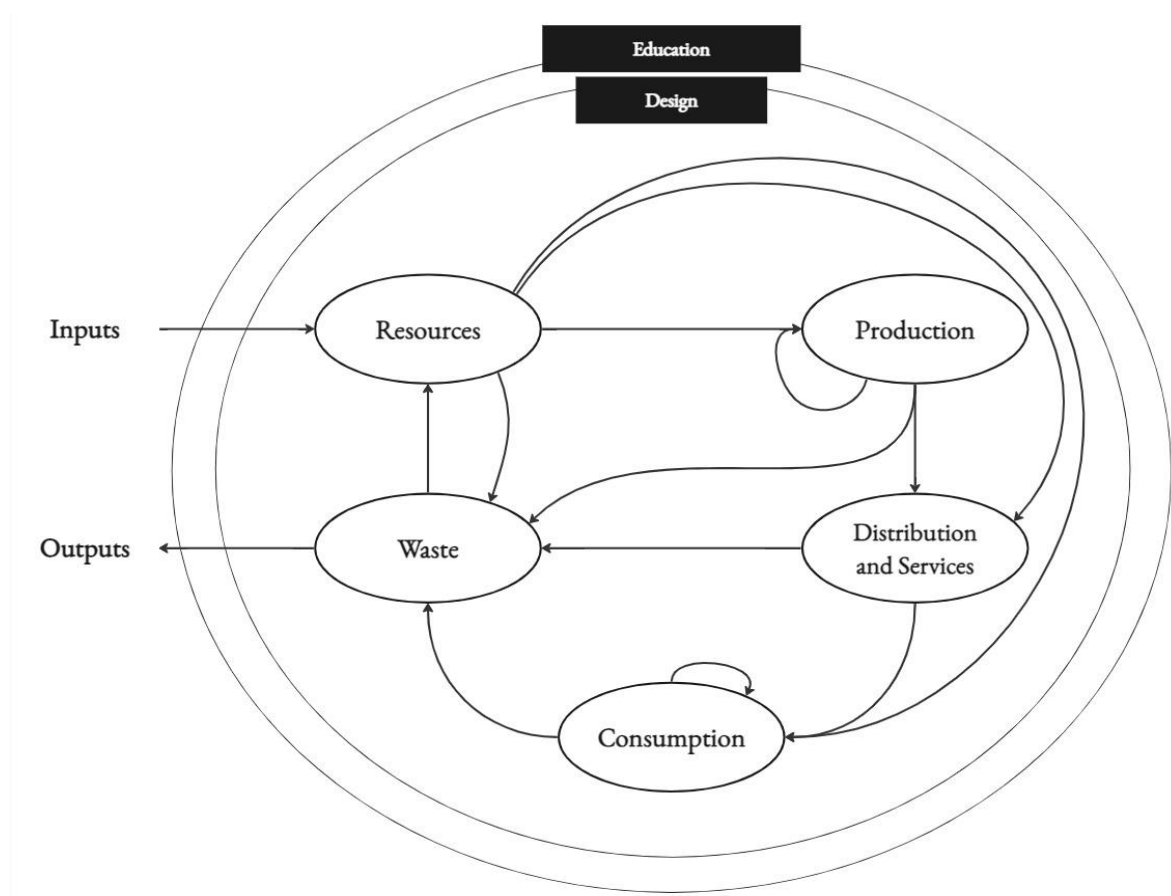 Education
Design
Inputs
Resources
Production
Outputs
Waste
Distribution
and Services
Consumption